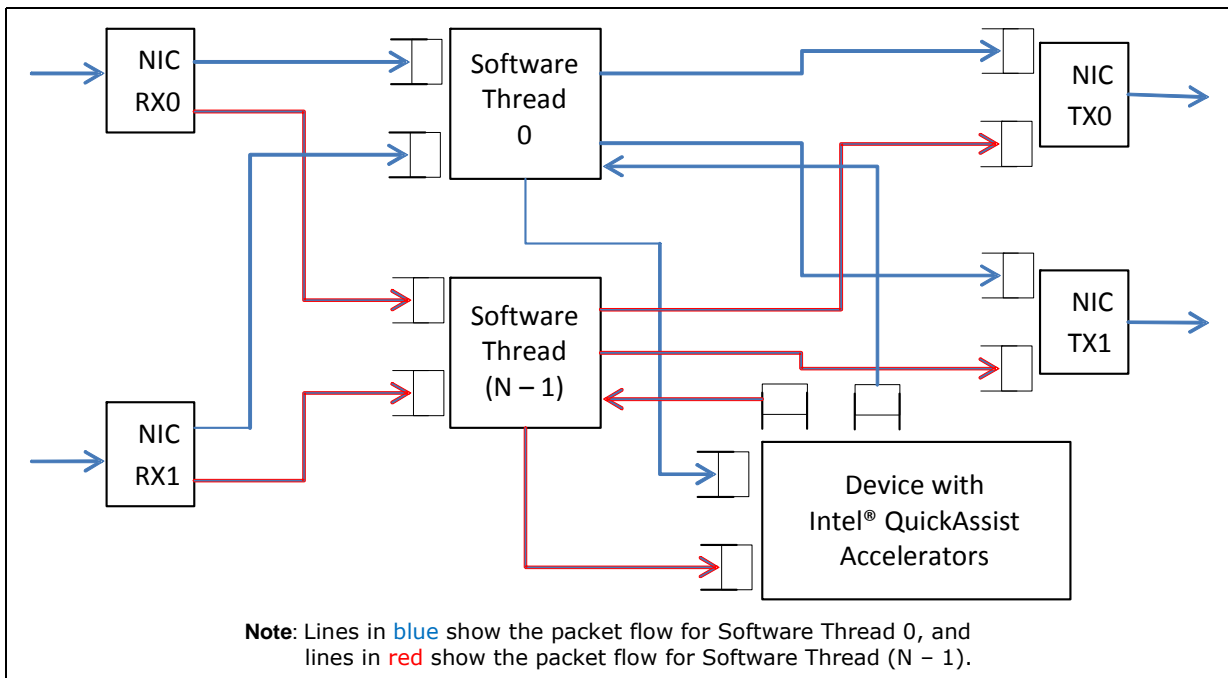 NIC
RX0
Software
Thread
0
NIC
TX0
Software
Thread
(N – 1)
NIC
TX1
NIC
RX1
Device with
Intel® QuickAssist
Accelerators
Note: Lines in blue show the packet flow for Software Thread 0, and
lines in red show the packet flow for Software Thread (N – 1).